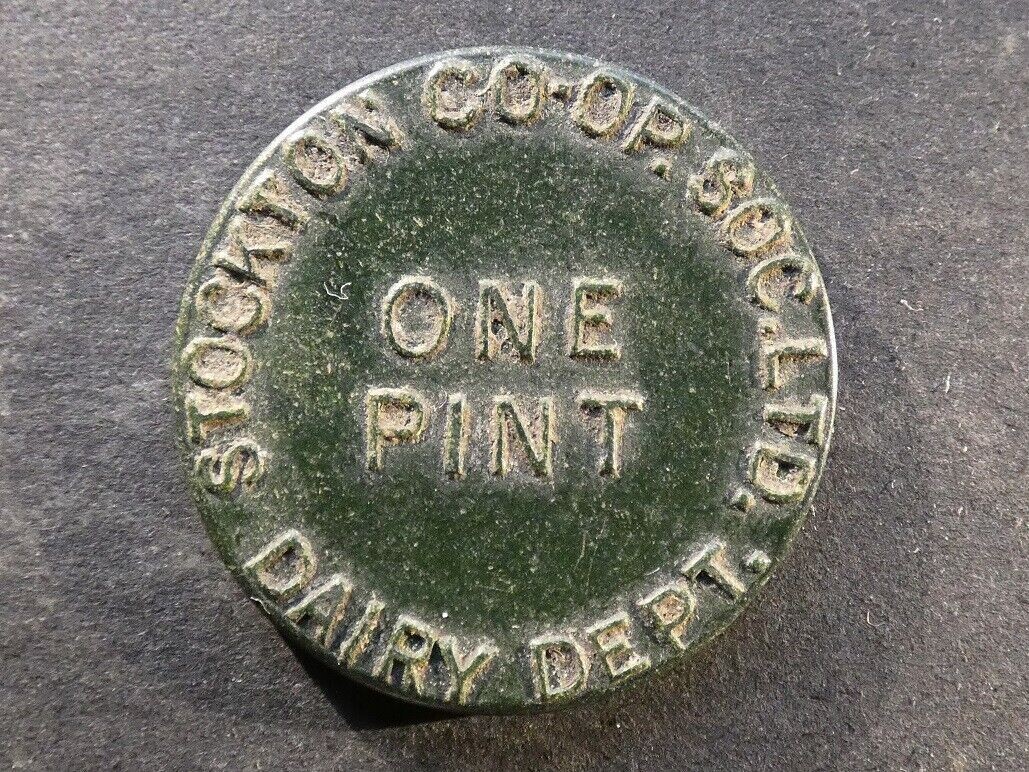 STOCKTON CO-OP. SOC. LTD.
ONE
PINT
DAIRY DEPT.